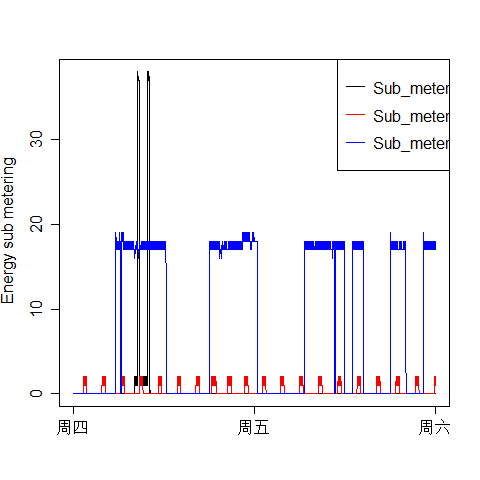 Sub_meter
Sub_meter
Sub_meter
Energy sub metering
30
20
10
0
周四
周五
周六